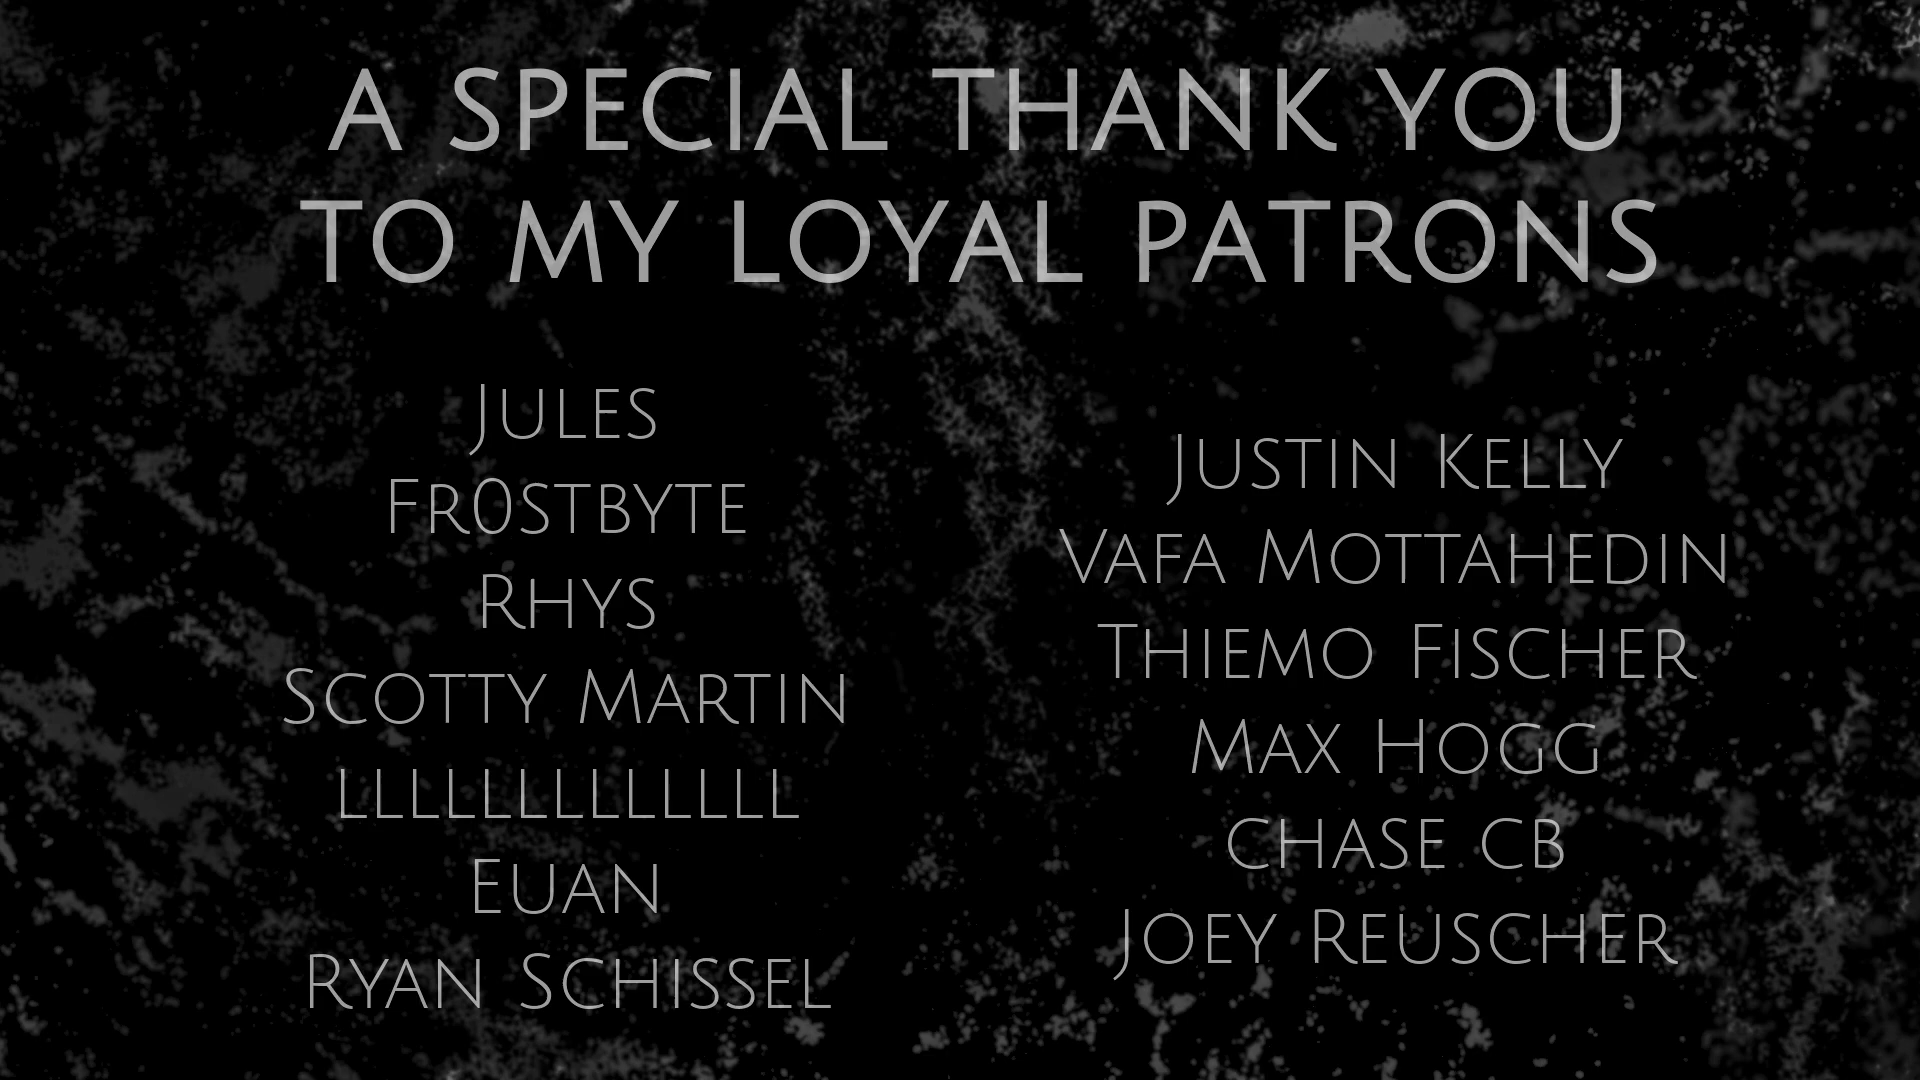 A SPECIAL THANK YOU
TO MY LOYAL PATRONS
Jules
Fr0stbyte
Rhys
Scotty Martin
lllllllllllll
Euan
Ryan Schissel
Justin Kelly
Vafa Mottahedin
Thiemo Fischer
Max Hogg
chase cb
Joey Reuscher